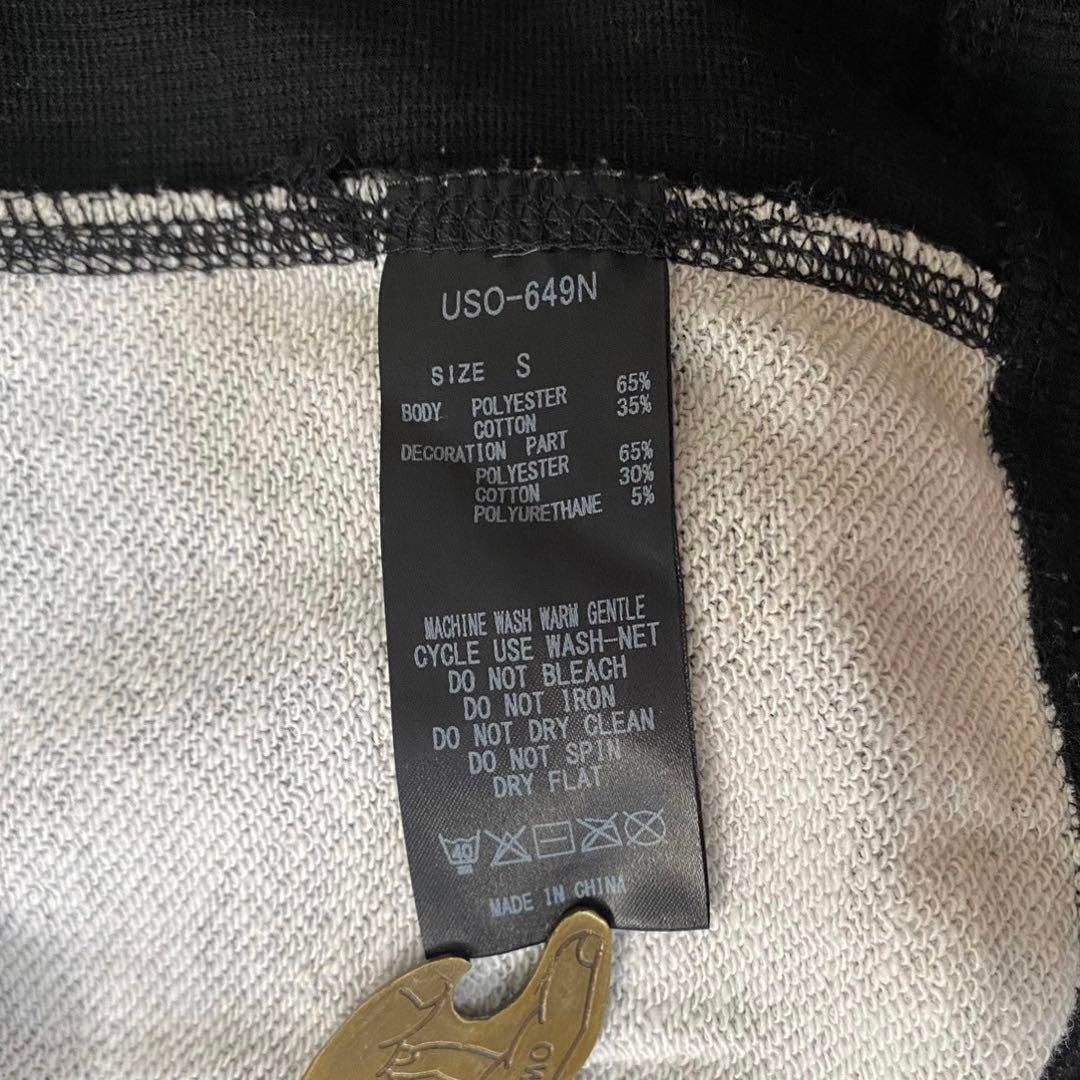 USO-649N
SIZE S
BODY POLYESTER 65%
COTTON 35%
DECORATION PART
POLYESTER 65%
COTTON 30%
POLYURETHANE 5%
MACHINE WASH WARM GENTLE
CYCLE USE WASH-NET
DO NOT BLEACH
DO NOT IRON
DO NOT DRY CLEAN
DO NOT SPIN
DRY FLAT
40
MADE IN CHINA